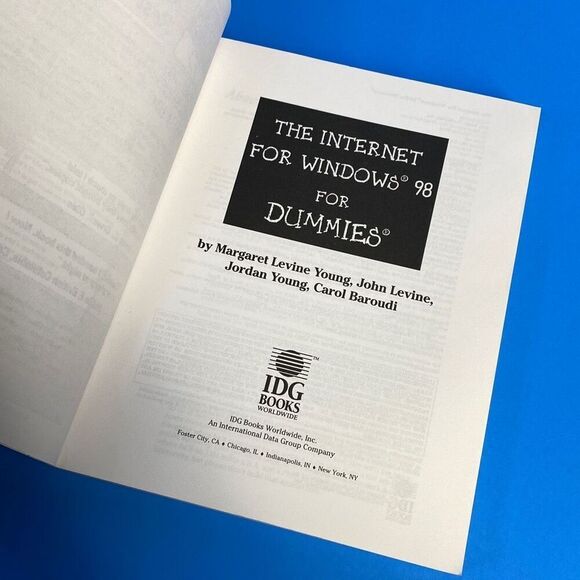 THE INTERNET
FOR WINDOWS® 98
FOR
DUMMIES®
by Margaret Levine Young, John Levine,
Jordan Young, Carol Baroudi
™
IDG
BOOKS
WORLDWIDE
IDG Books Worldwide, Inc.
An International Data Group Company
Foster City, CA ♦ Chicago, IL ♦ Indianapolis, IN ♦ New York, NY